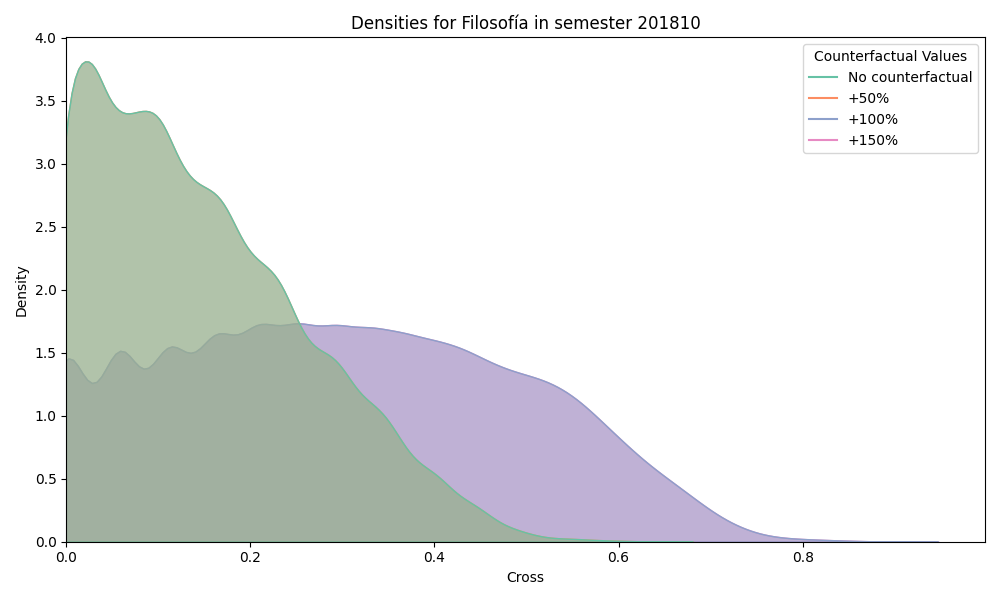 Densities for Filosofía in semester 201810
4.0
3.5
3.0
2.5
2.0
1.5
1.0
0.5
0.0
Density
Counterfactual Values
No counterfactual
+50%
+100%
+150%
0.0 0.2 0.4 0.6 0.8
Cross